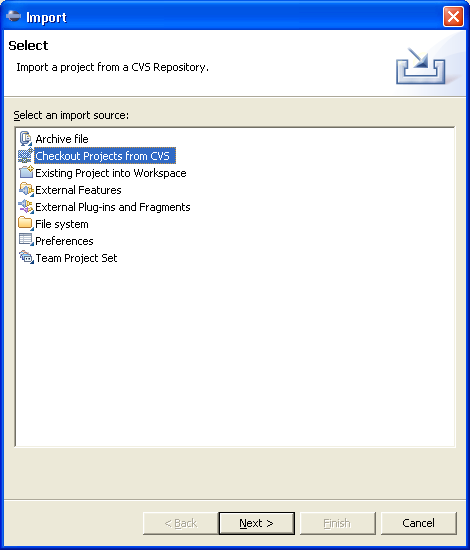 Import
Select
Import a project from a CVS Repository.
Select an import source:
Archive file
Checkout Projects from CVS
Existing Project into Workspace
External Features
External Plug-ins and Fragments
File system
Preferences
Team Project Set
< Back
Next >
Finish
Cancel